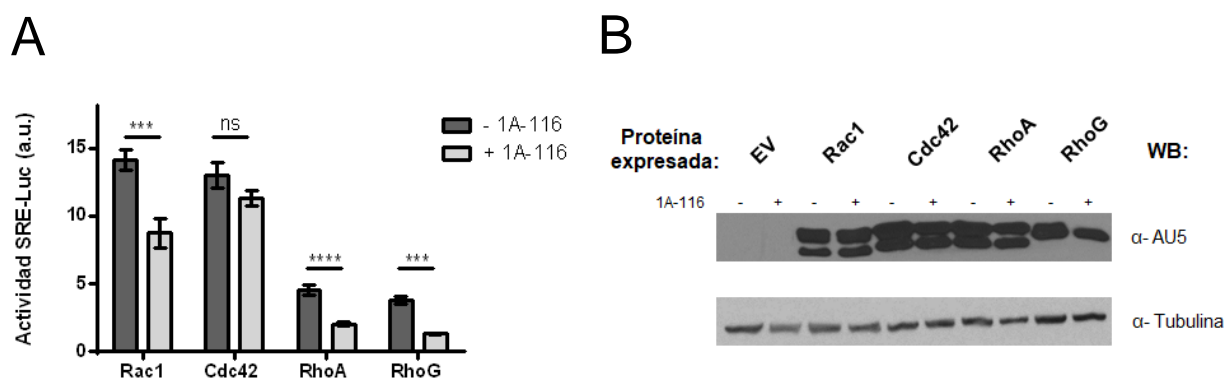 A
Actividad SRE-Luc (a.u.)
15
10
5
0
***
ns
****
***
- 1A-116
+ 1A-116
Rac1 Cdc42 RhoA RhoG
B
Proteína
expresada:
EV Rac1 Cdc42 RhoA RhoG
WB:
1A-116 - + - + - + - + - +
α- AU5
α- Tubulina